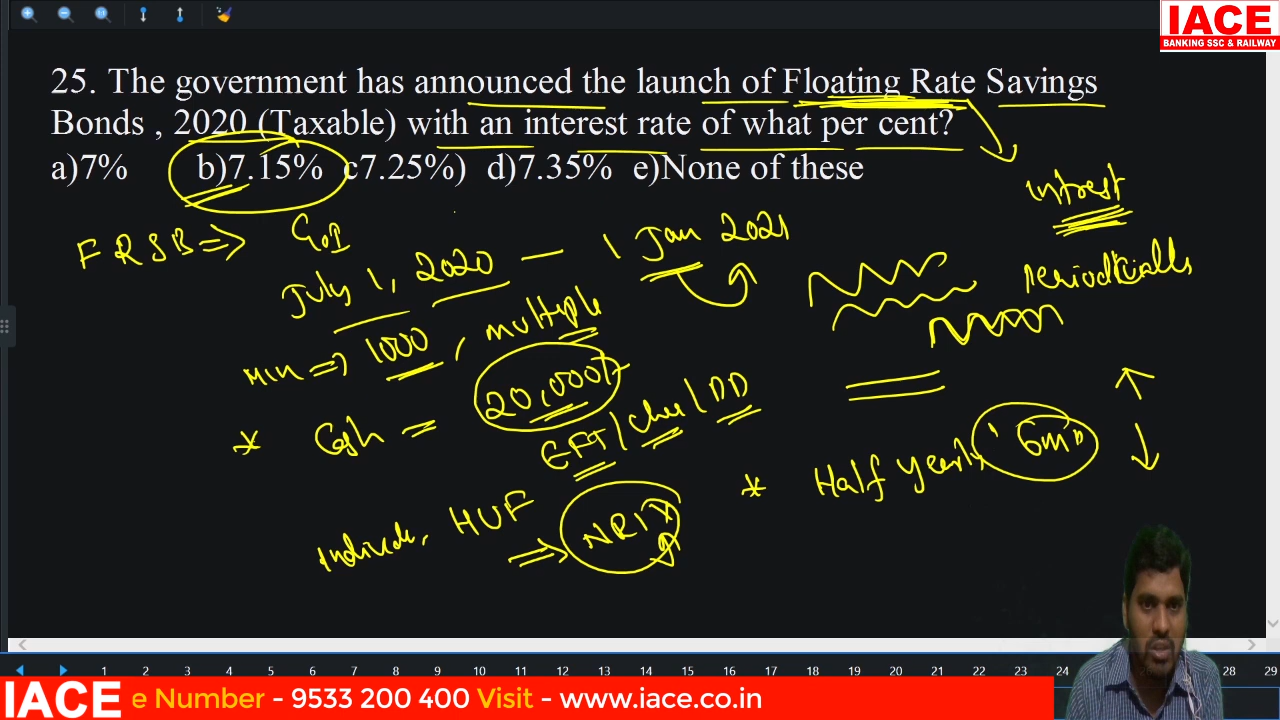 IACE
BANKING SSC & RAILWAY
25. The government has announced the launch of Floating Rate Savings
Bonds , 2020 (Taxable) with an interest rate of what per cent?
a)7% b)7.15% c7.25%) d)7.35% e)None of these
intrest
FRSB => GoI
July 1, 2020 — 1 Jan 2021
Min => 1000, multiple
* Cash = 20,000/-
EFT/ /DD
* Half yearly '6m'
HUF
=> NRI X
1 2 3 4 5 6 7 8 9 10 11 12 13 14 15 16 17 18 19 20 21 22 23 24 28 29
IACE e Number - 9533 200 400 Visit - www.iace.co.in